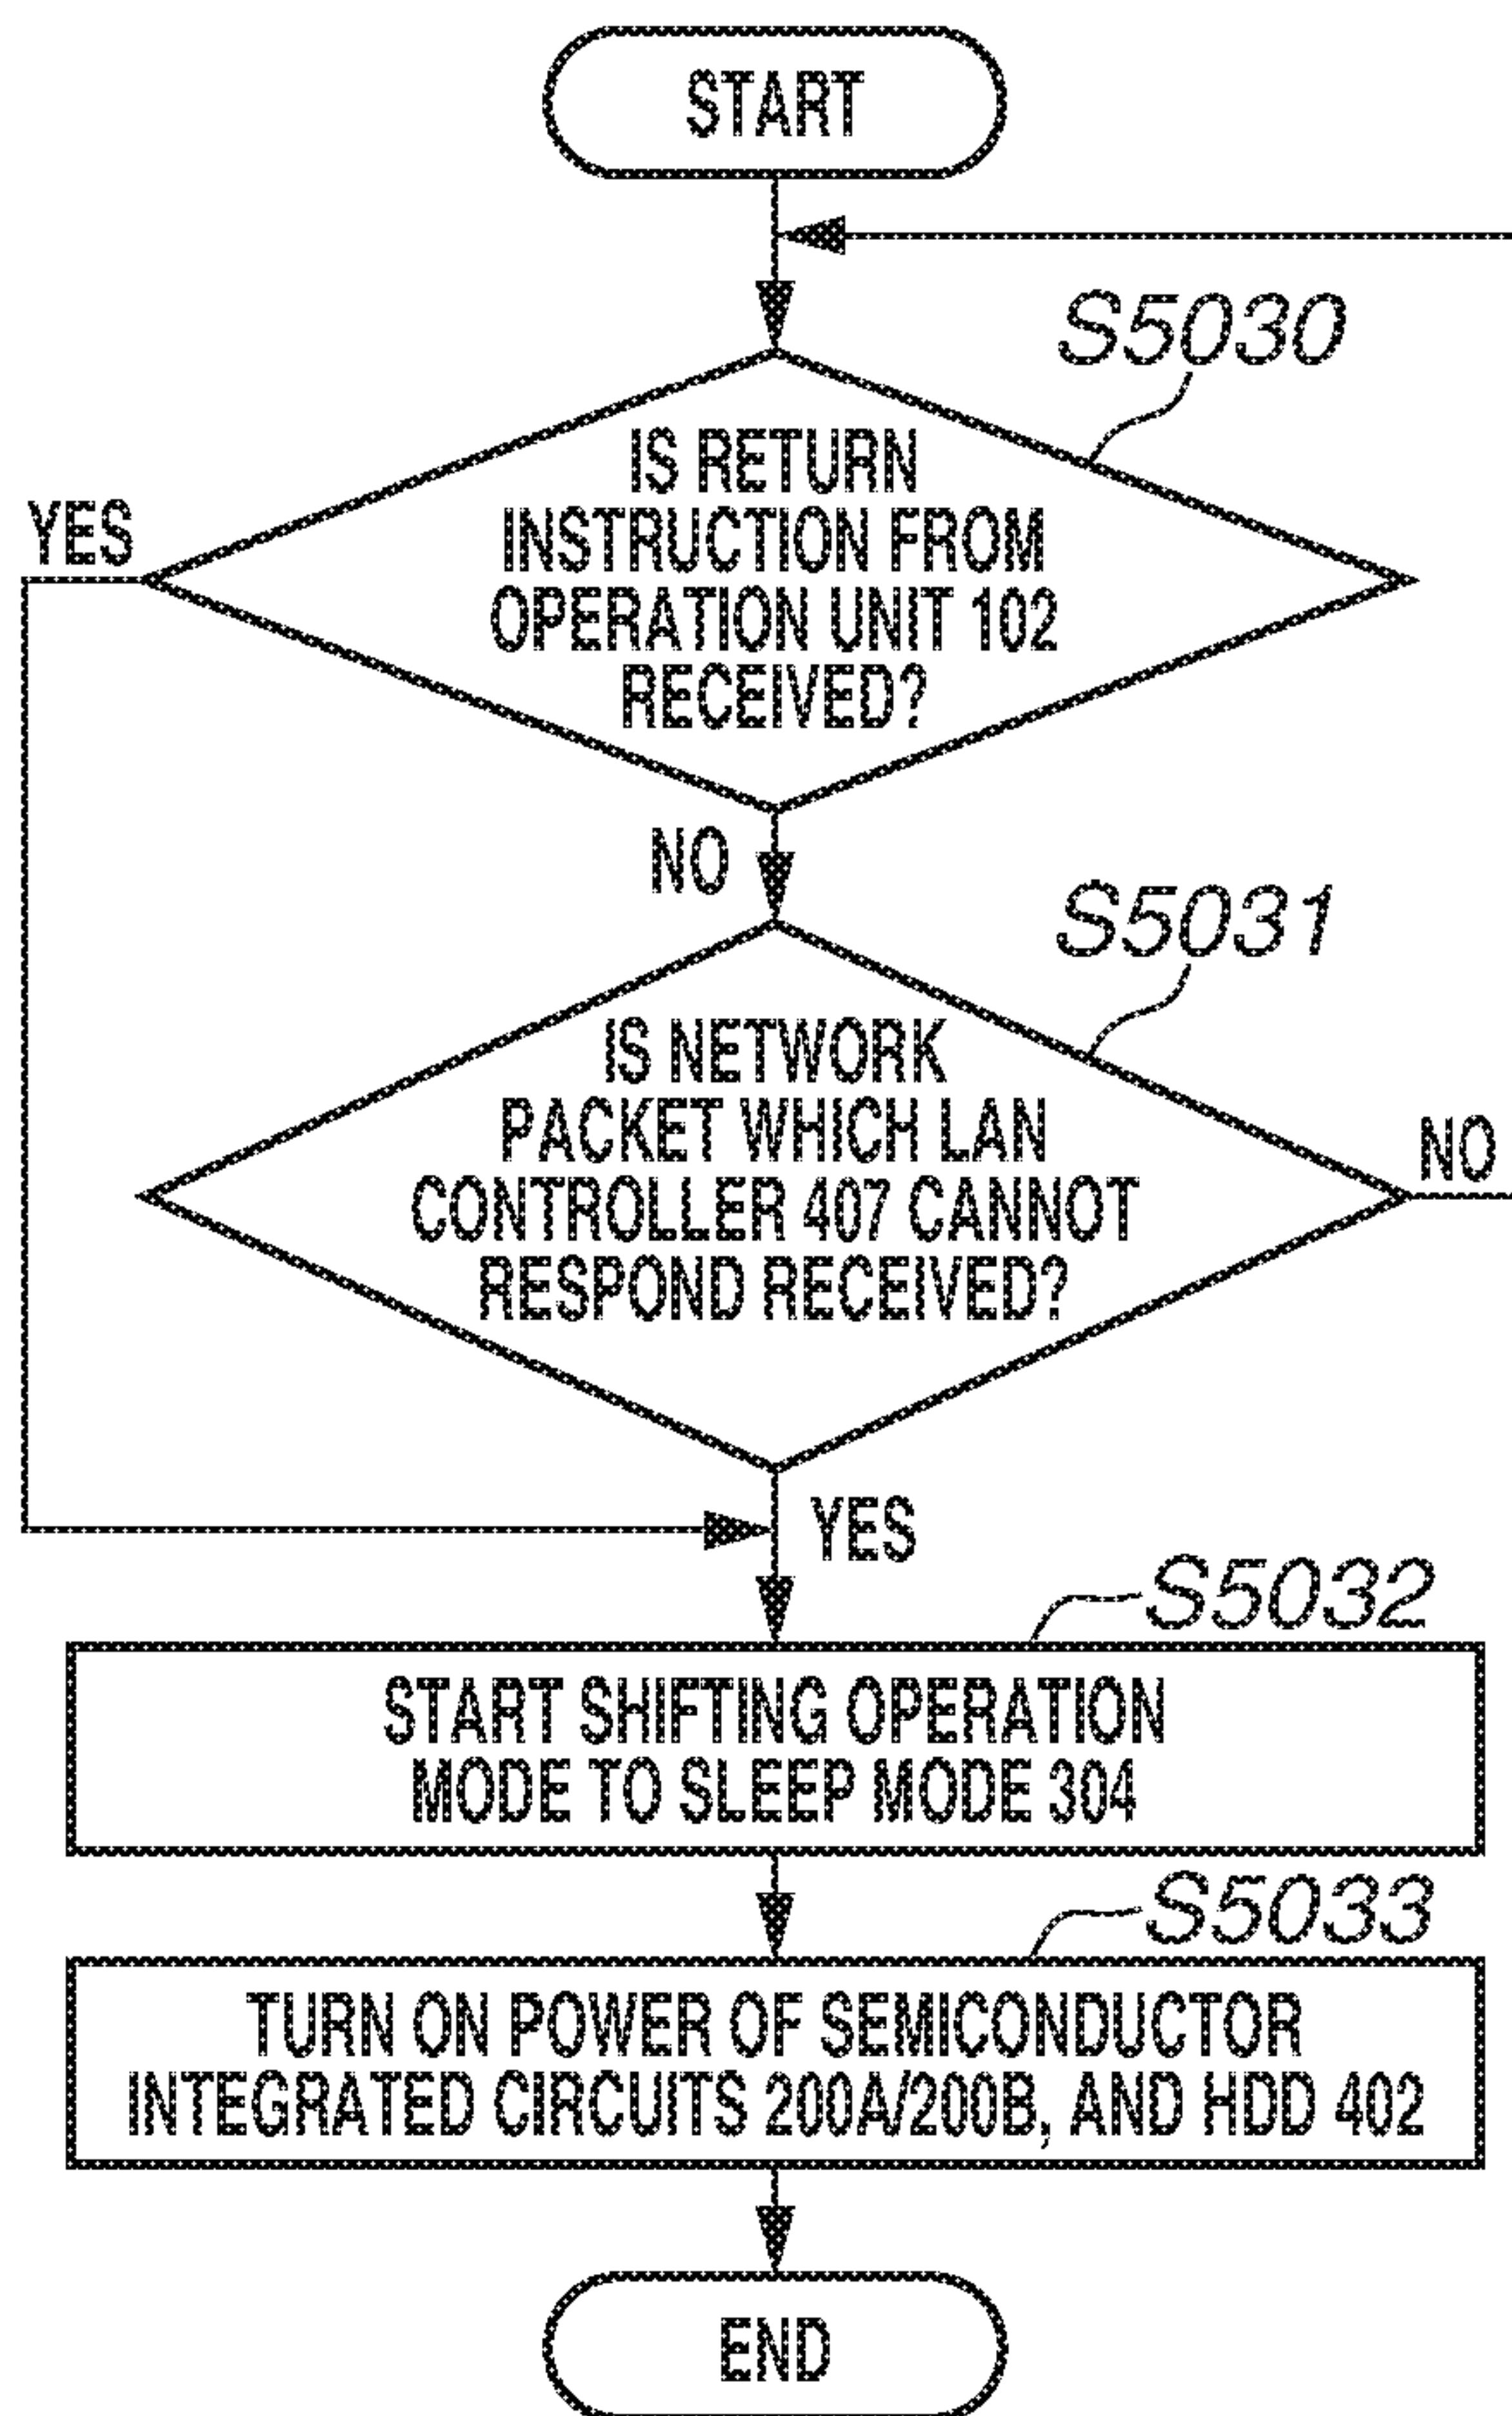 START
S5030
IS RETURN
INSTRUCTION FROM
OPERATION UNIT 102
RECEIVED?
YES
NO
S5031
IS NETWORK
PACKET WHICH LAN
CONTROLLER 407 CANNOT
RESPOND RECEIVED?
NO
YES
S5032
START SHIFTING OPERATION
MODE TO SLEEP MODE 304
S5033
TURN ON POWER OF SEMICONDUCTOR
INTEGRATED CIRCUITS 200A/200B, AND HDD 402
END